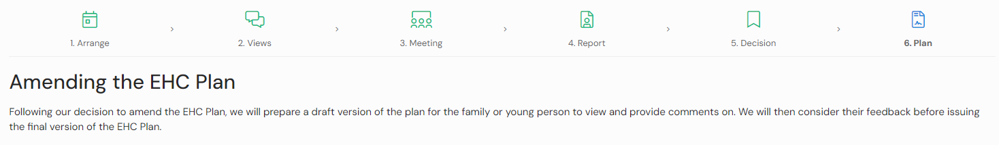 1. Arrange
2. Views
3. Meeting
4. Report
5. Decision
6. Plan
Amending the EHC Plan
Following our decision to amend the EHC Plan, we will prepare a draft version of the plan for the family or young person to view and provide comments on. We will then consider their feedback before issuing
the final version of the EHC Plan.